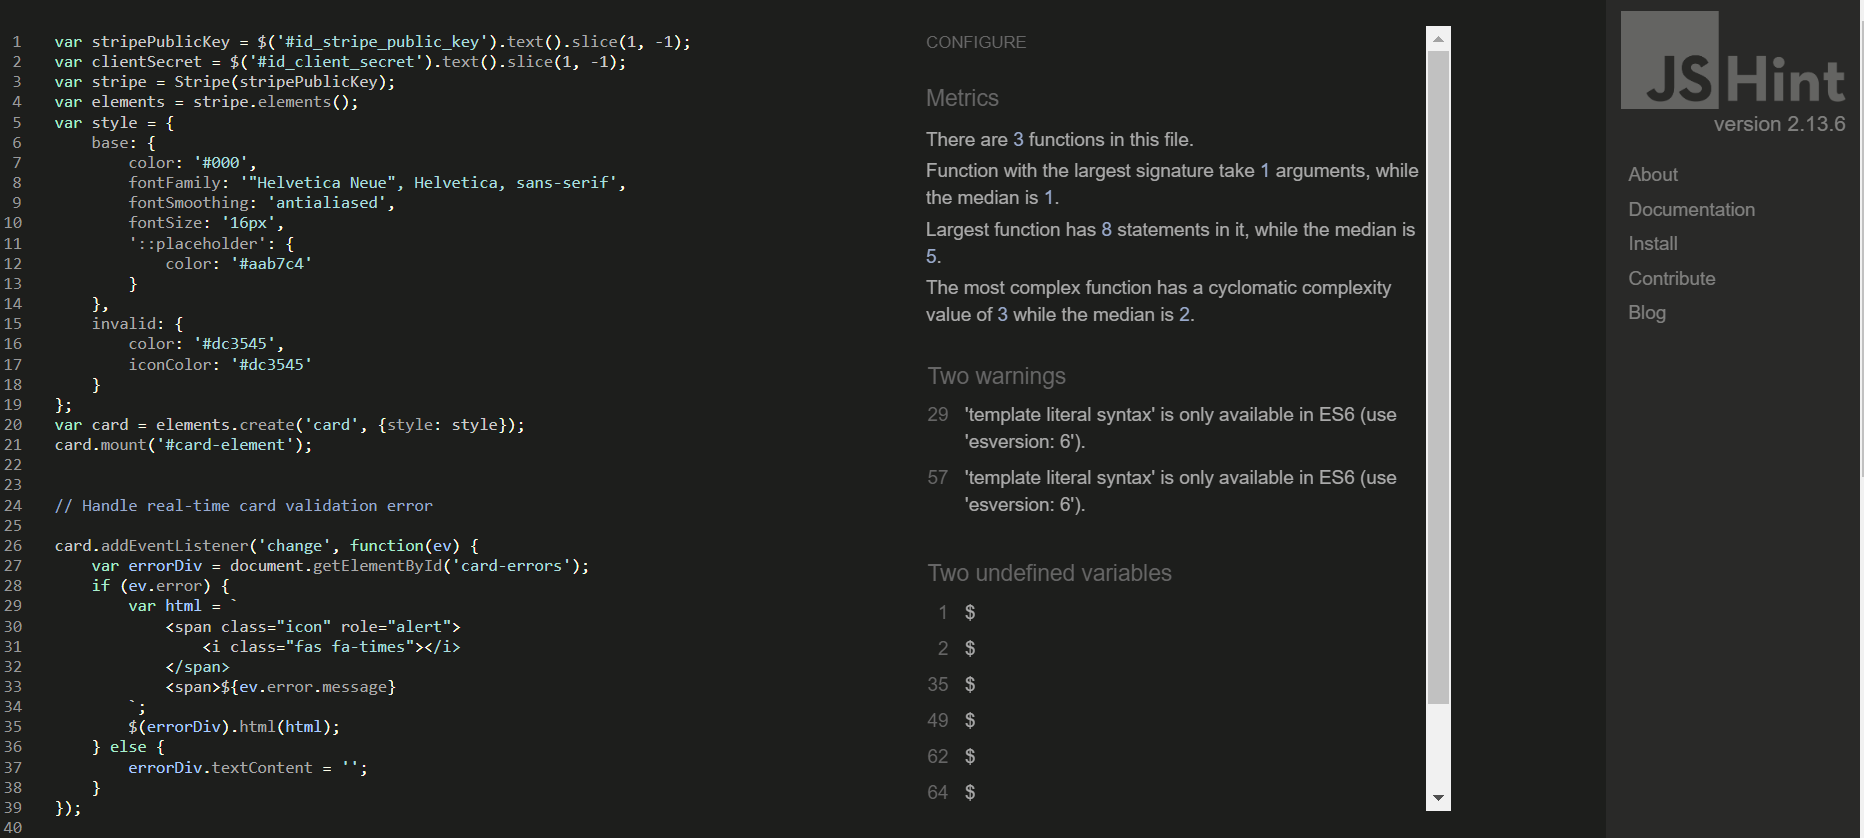 1 var stripePublicKey = $('#id_stripe_public_key').text().slice(1, -1);
2 var clientSecret = $('#id_client_secret').text().slice(1, -1);
3 var stripe = Stripe(stripePublicKey);
4 var elements = stripe.elements();
5 var style = {
6     base: {
7         color: '#000',
8         fontFamily: '"Helvetica Neue", Helvetica, sans-serif',
9         fontSmoothing: 'antialiased',
10         fontSize: '16px',
11         '::placeholder': {
12             color: '#aab7c4'
13         }
14     },
15     invalid: {
16         color: '#dc3545',
17         iconColor: '#dc3545'
18     }
19 };
20 var card = elements.create('card', {style: style});
21 card.mount('#card-element');
22
23
24 // Handle real-time card validation error
25
26 card.addEventListener('change', function(ev) {
27     var errorDiv = document.getElementById('card-errors');
28     if (ev.error) {
29         var html = `
30             <span class="icon" role="alert">
31                 <i class="fas fa-times"></i>
32             </span>
33             <span>${ev.error.message}
34         `;
35         $(errorDiv).html(html);
36     } else {
37         errorDiv.textContent = '';
38     }
39 });
40
CONFIGURE
Metrics
There are 3 functions in this file.
Function with the largest signature take 1 arguments, while
the median is 1.
Largest function has 8 statements in it, while the median is
5.
The most complex function has a cyclomatic complexity
value of 3 while the median is 2.
Two warnings
29 'template literal syntax' is only available in ES6 (use
'esversion: 6').
57 'template literal syntax' is only available in ES6 (use
'esversion: 6').
Two undefined variables
1 $
2 $
35 $
49 $
62 $
64 $
JSHint
version 2.13.6
About
Documentation
Install
Contribute
Blog